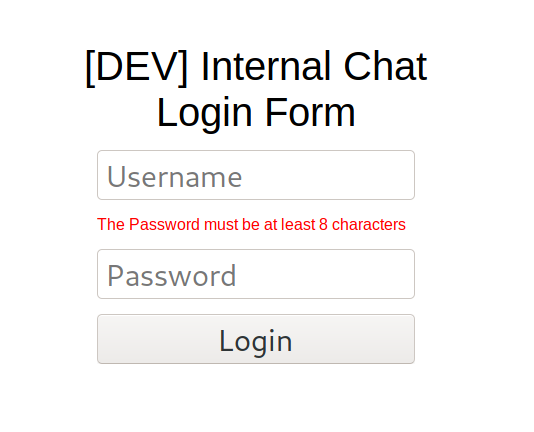 [DEV] Internal Chat
Login Form
Username
The Password must be at least 8 characters
Password
Login